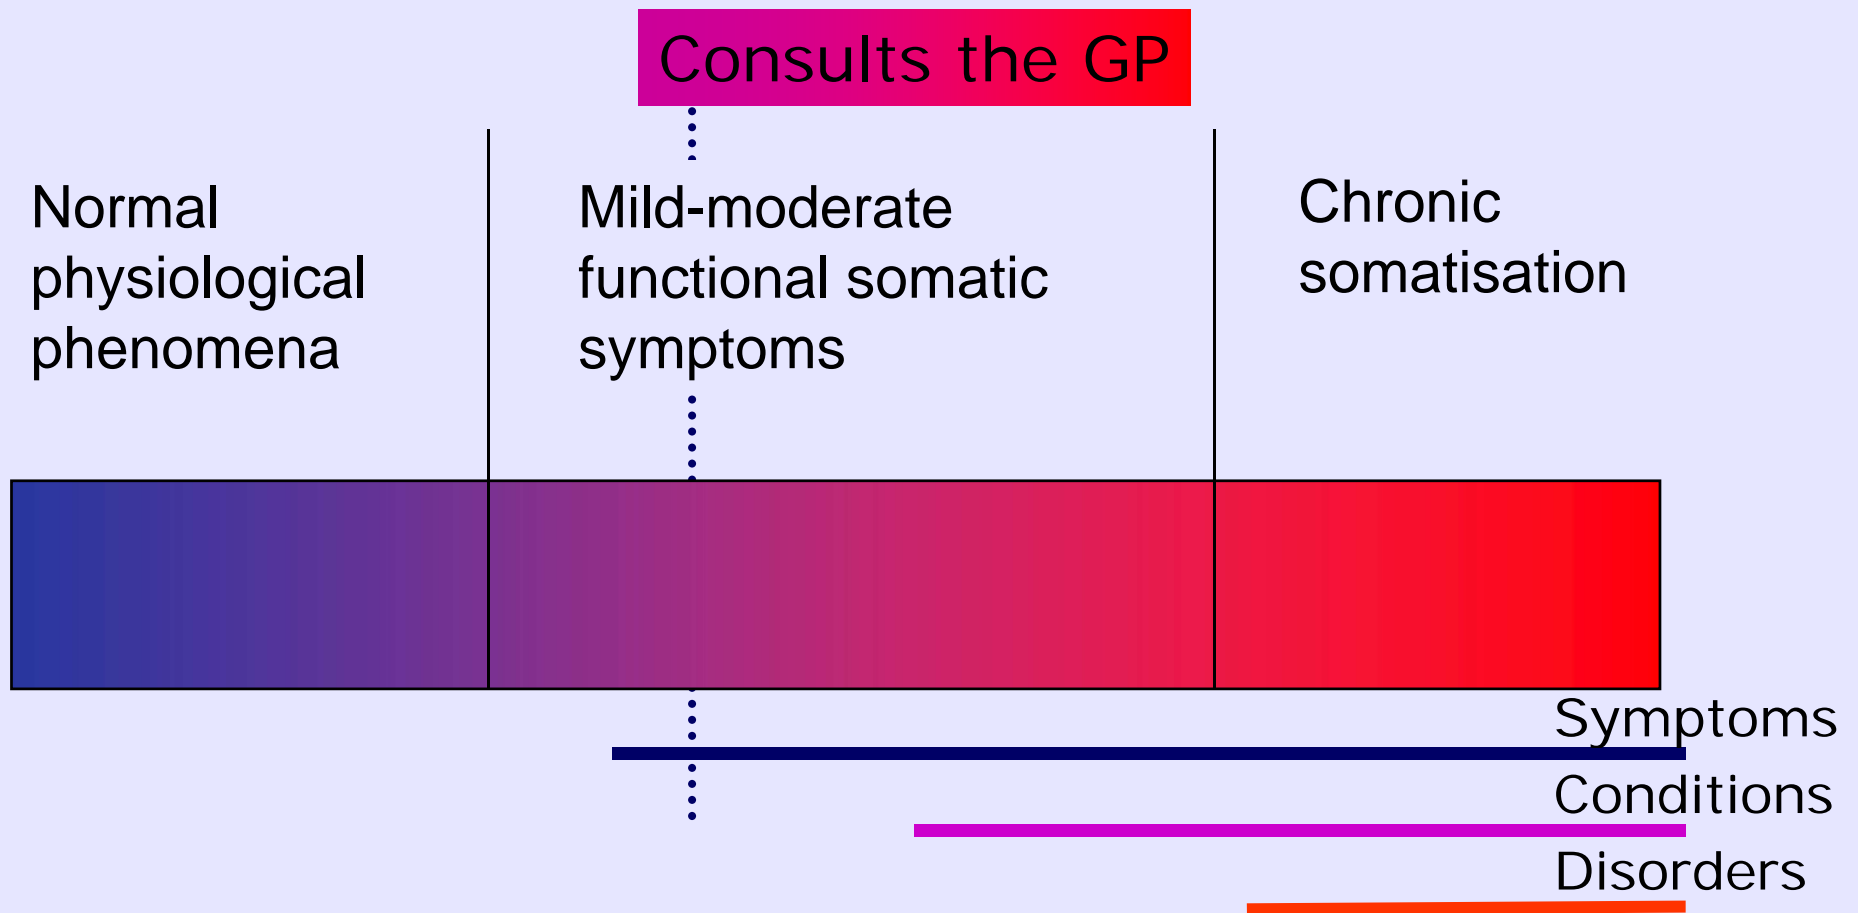 Consults the GP
Normal
physiological
phenomena
Mild-moderate
functional somatic
symptoms
Chronic
somatisation
Symptoms
Conditions
Disorders